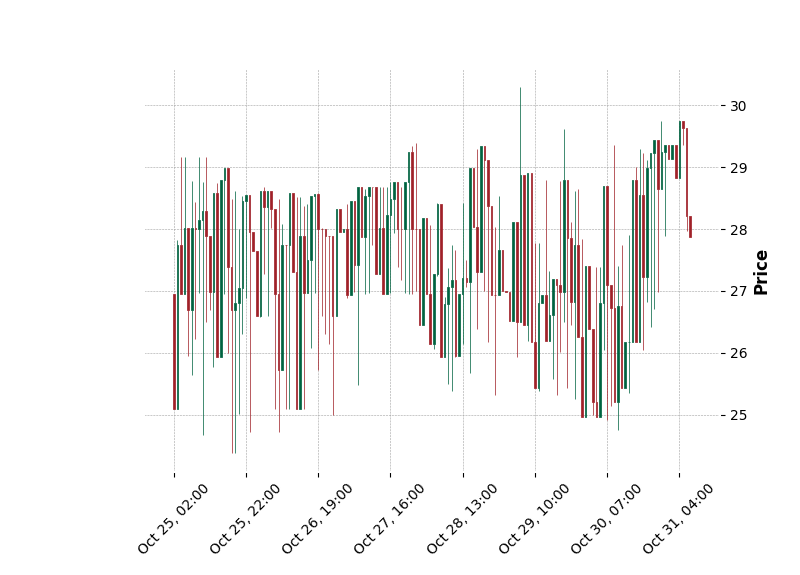 30
29
28
27
26
25
Price
Oct 25, 02:00
Oct 25, 22:00
Oct 26, 19:00
Oct 27, 16:00
Oct 28, 13:00
Oct 29, 10:00
Oct 30, 07:00
Oct 31, 04:00